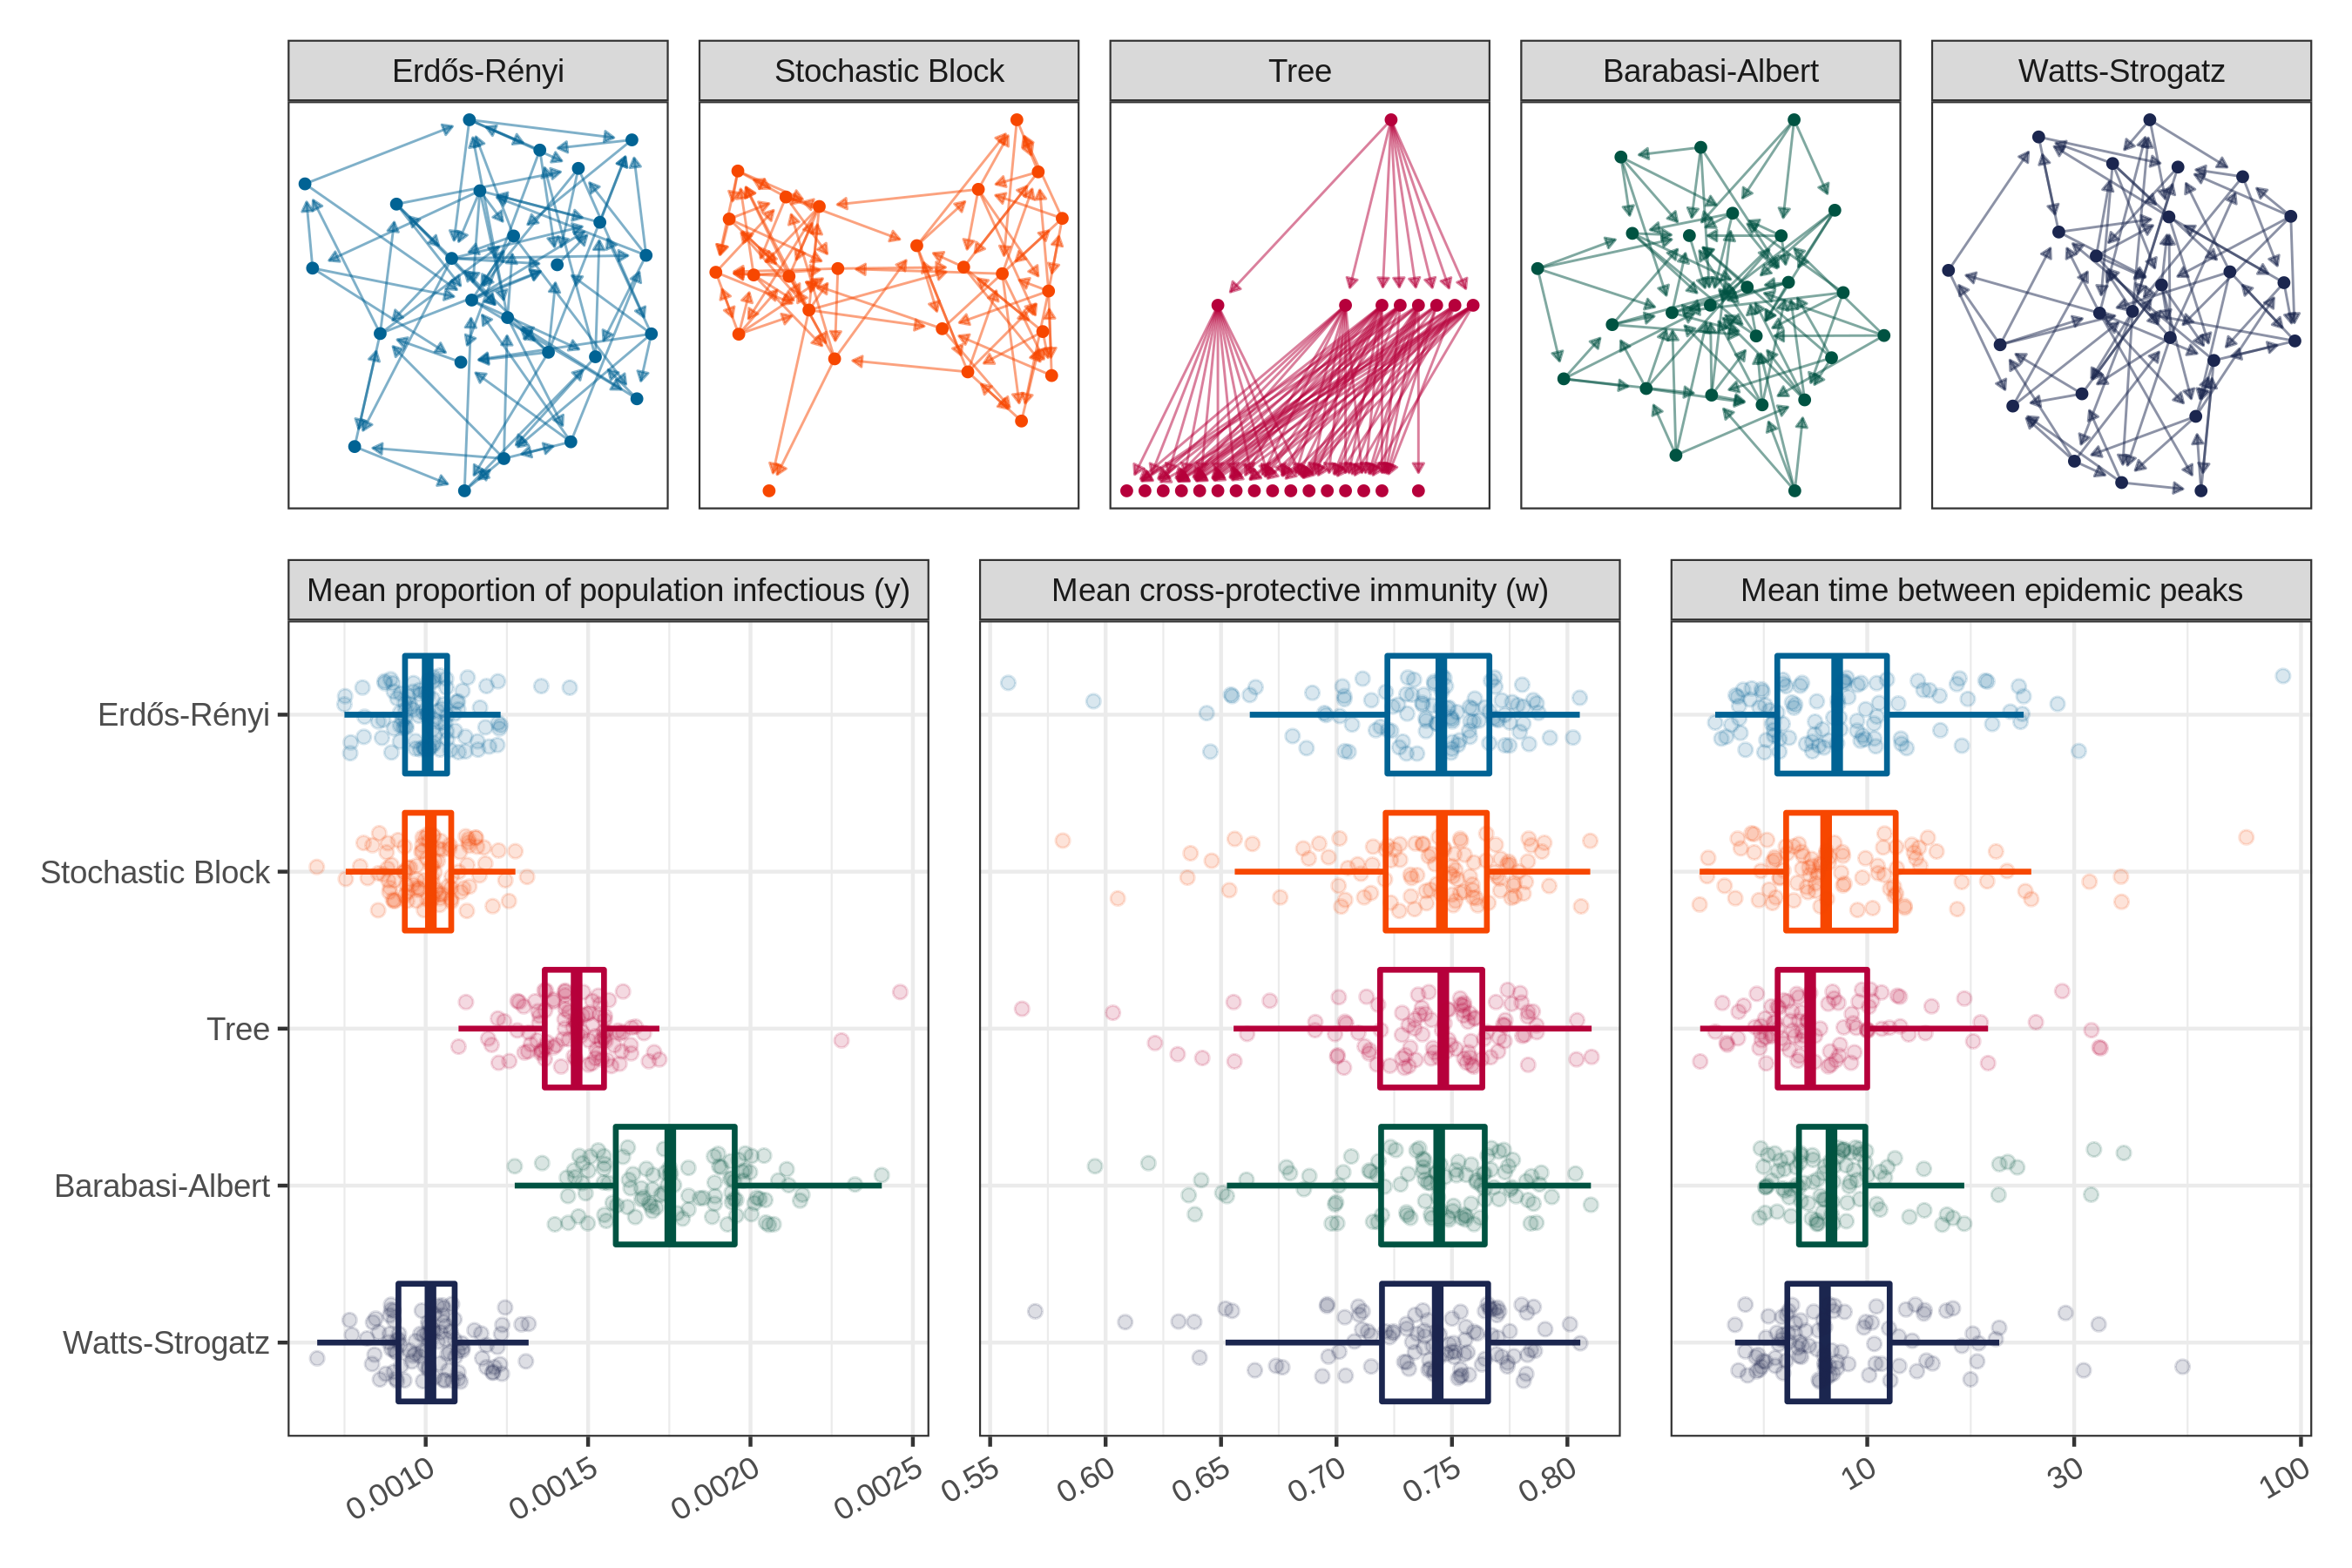 Erdős-Rényi
Stochastic Block
Tree
Barabasi-Albert
Watts-Strogatz
Mean proportion of population infectious (y)
Mean cross-protective immunity (w)
Mean time between epidemic peaks
Erdős-Rényi
Stochastic Block
Tree
Barabasi-Albert
Watts-Strogatz
0.0010
0.0015
0.0020
0.0025
0.55
0.60
0.65
0.70
0.75
0.80
10
30
100